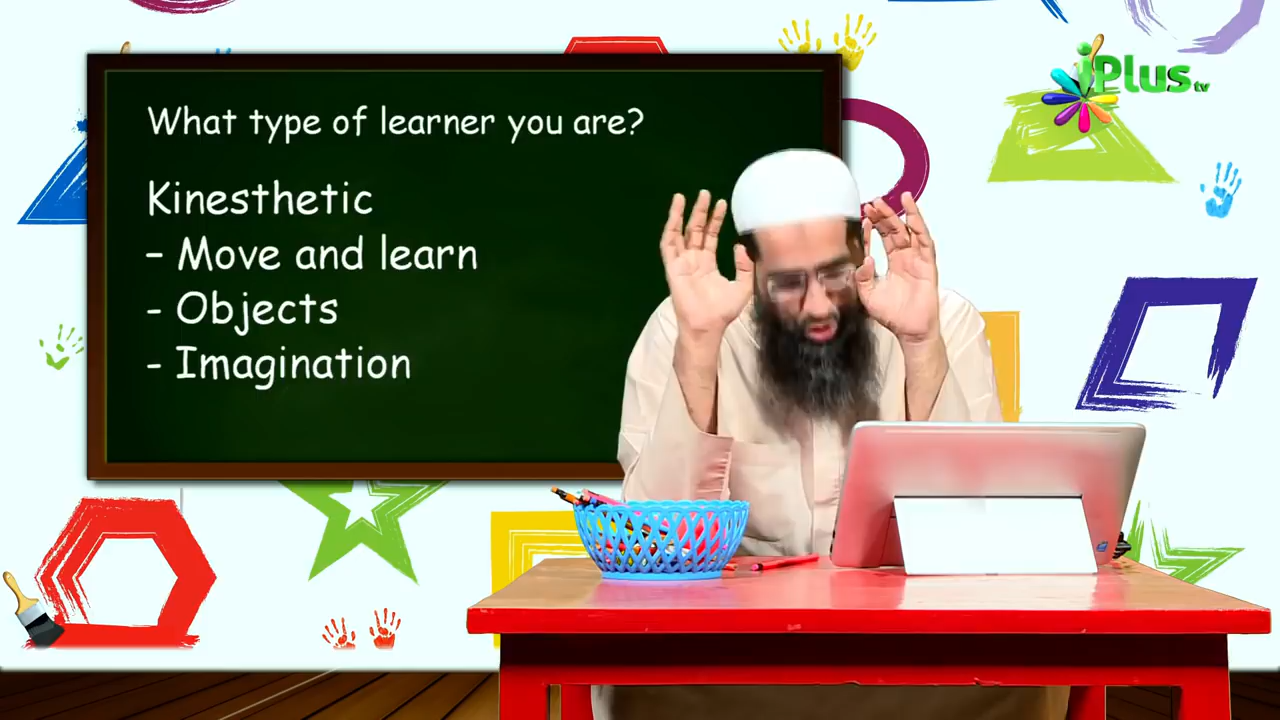 iPlus tv
What type of learner you are?
Kinesthetic
– Move and learn
- Objects
- Imagination